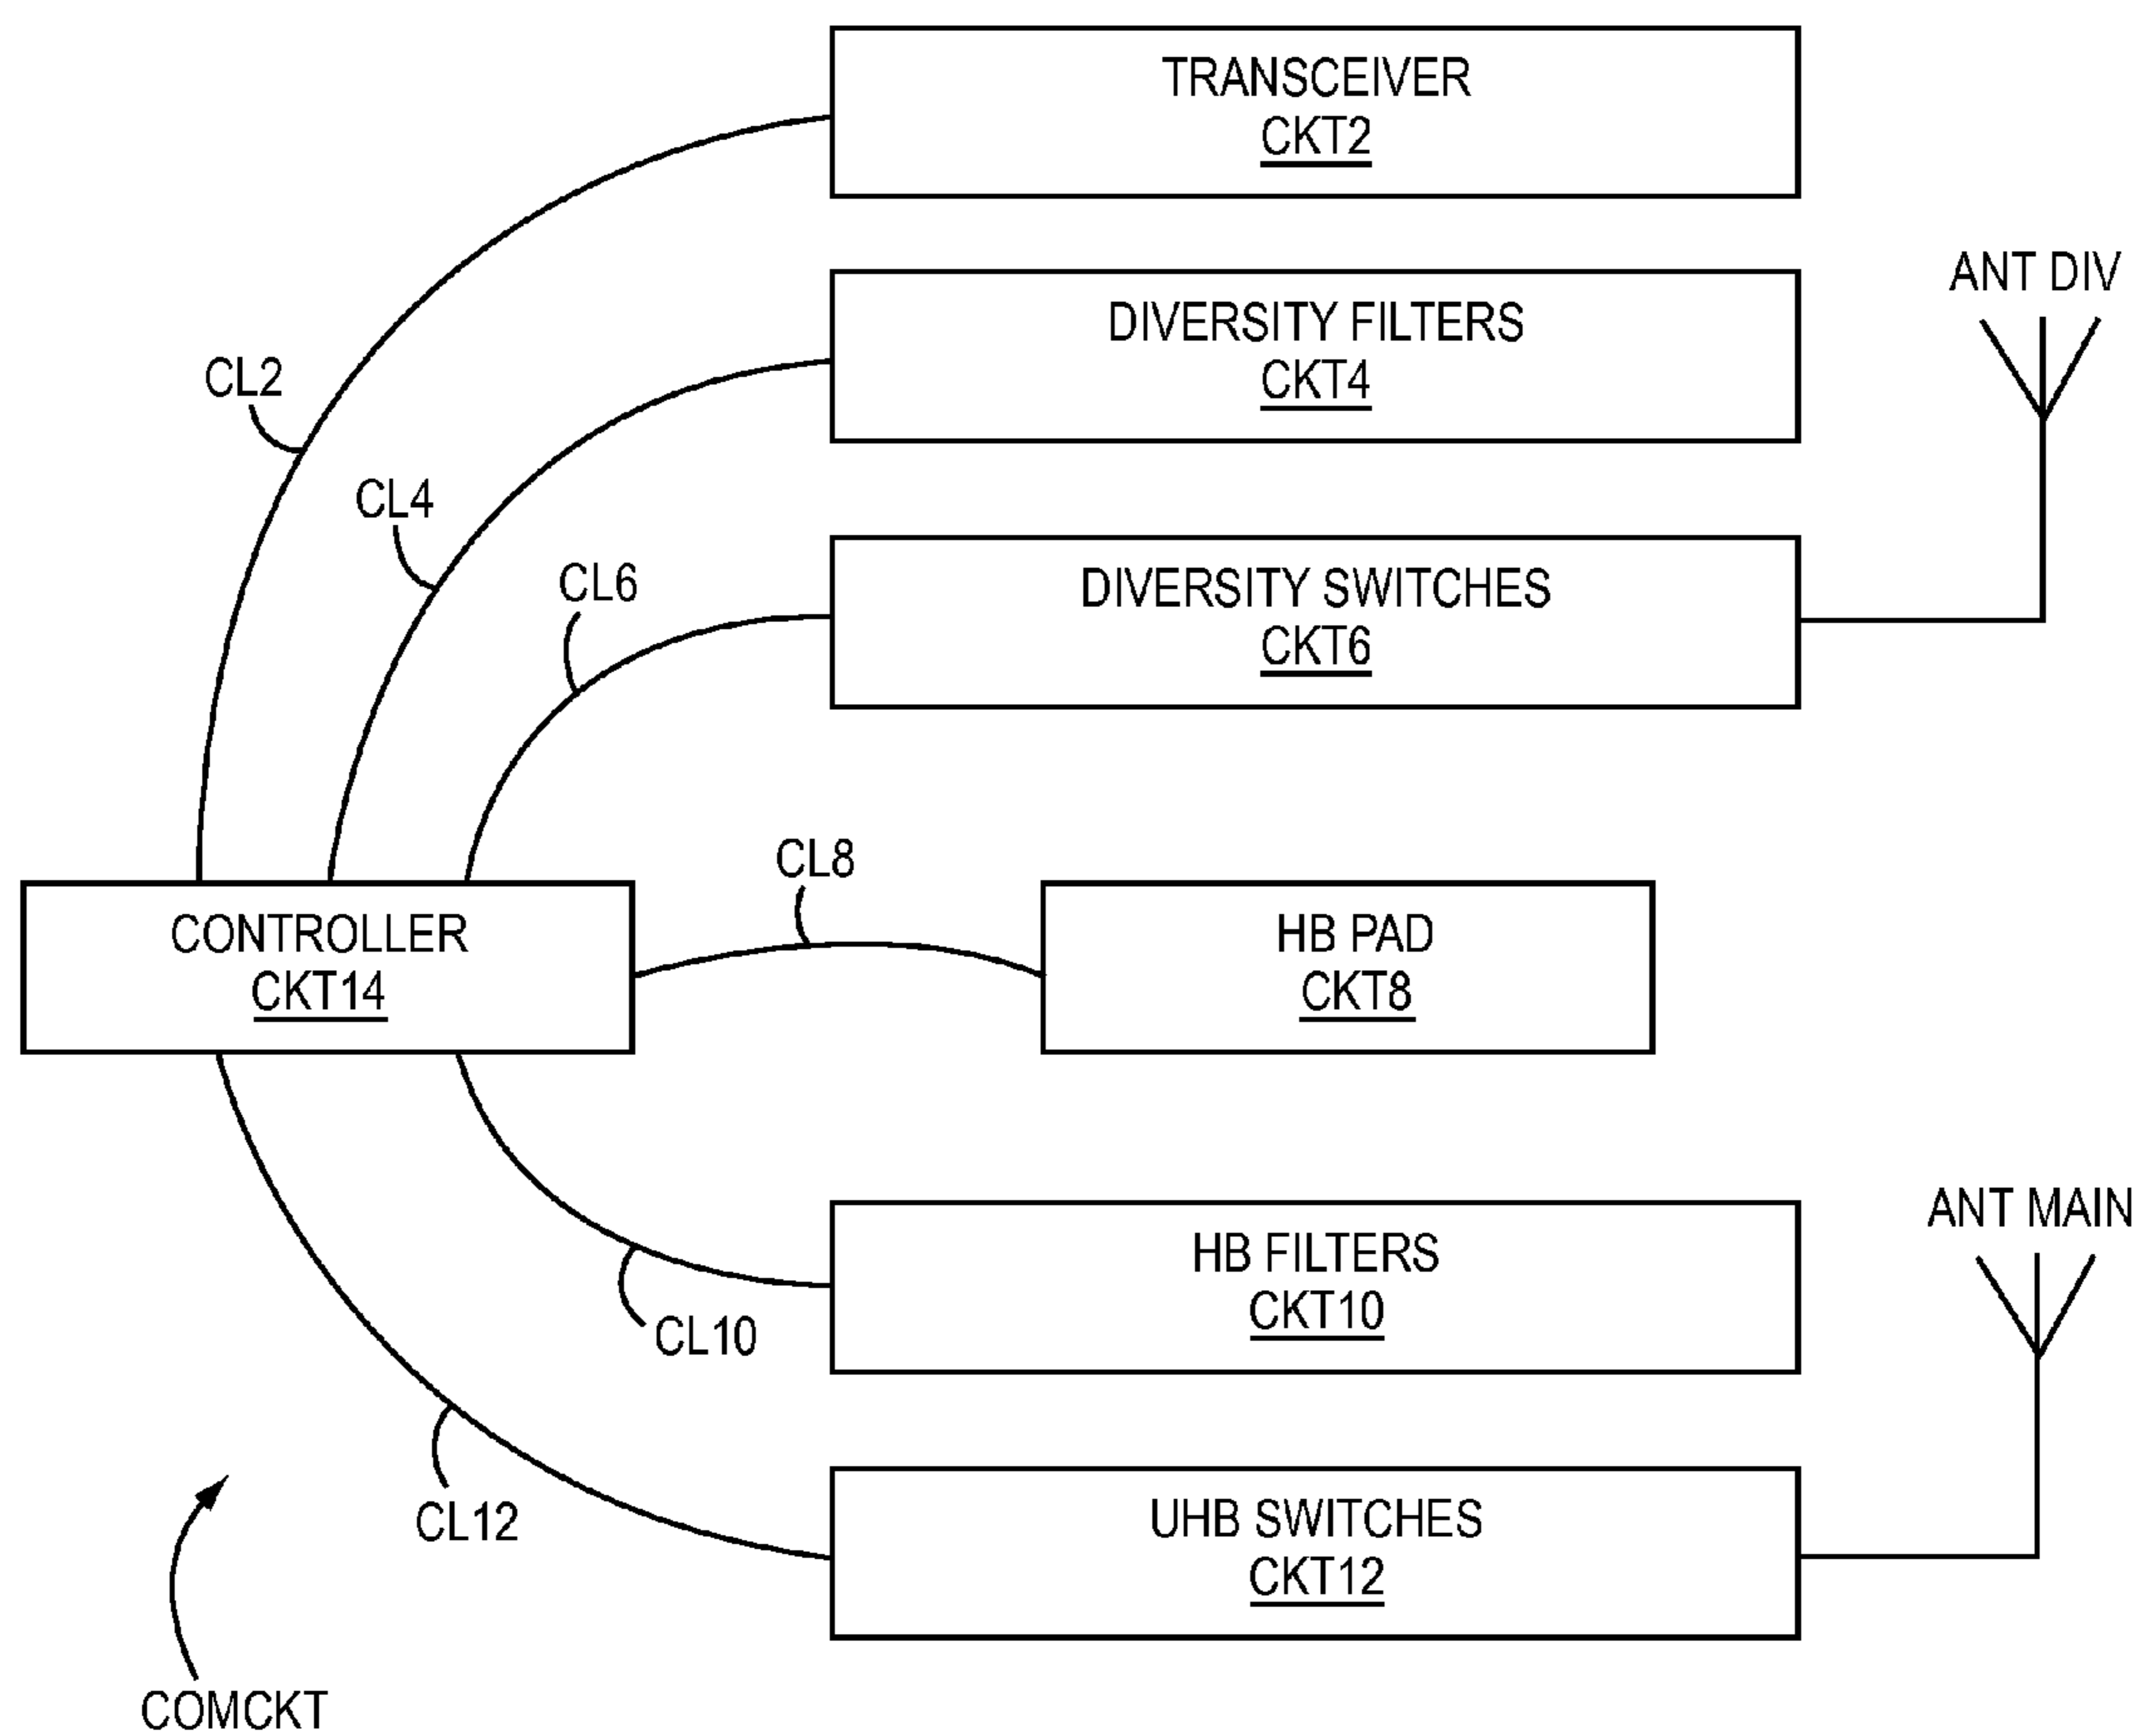 TRANSCEIVER
CKT2
ANT DIV
DIVERSITY FILTERS
CKT4
CL2
CL4
CL6
DIVERSITY SWITCHES
CKT6
CL8
CONTROLLER
CKT14
HB PAD
CKT8
ANT MAIN
HB FILTERS
CKT10
CL10
CL12
UHB SWITCHES
CKT12
COMCKT